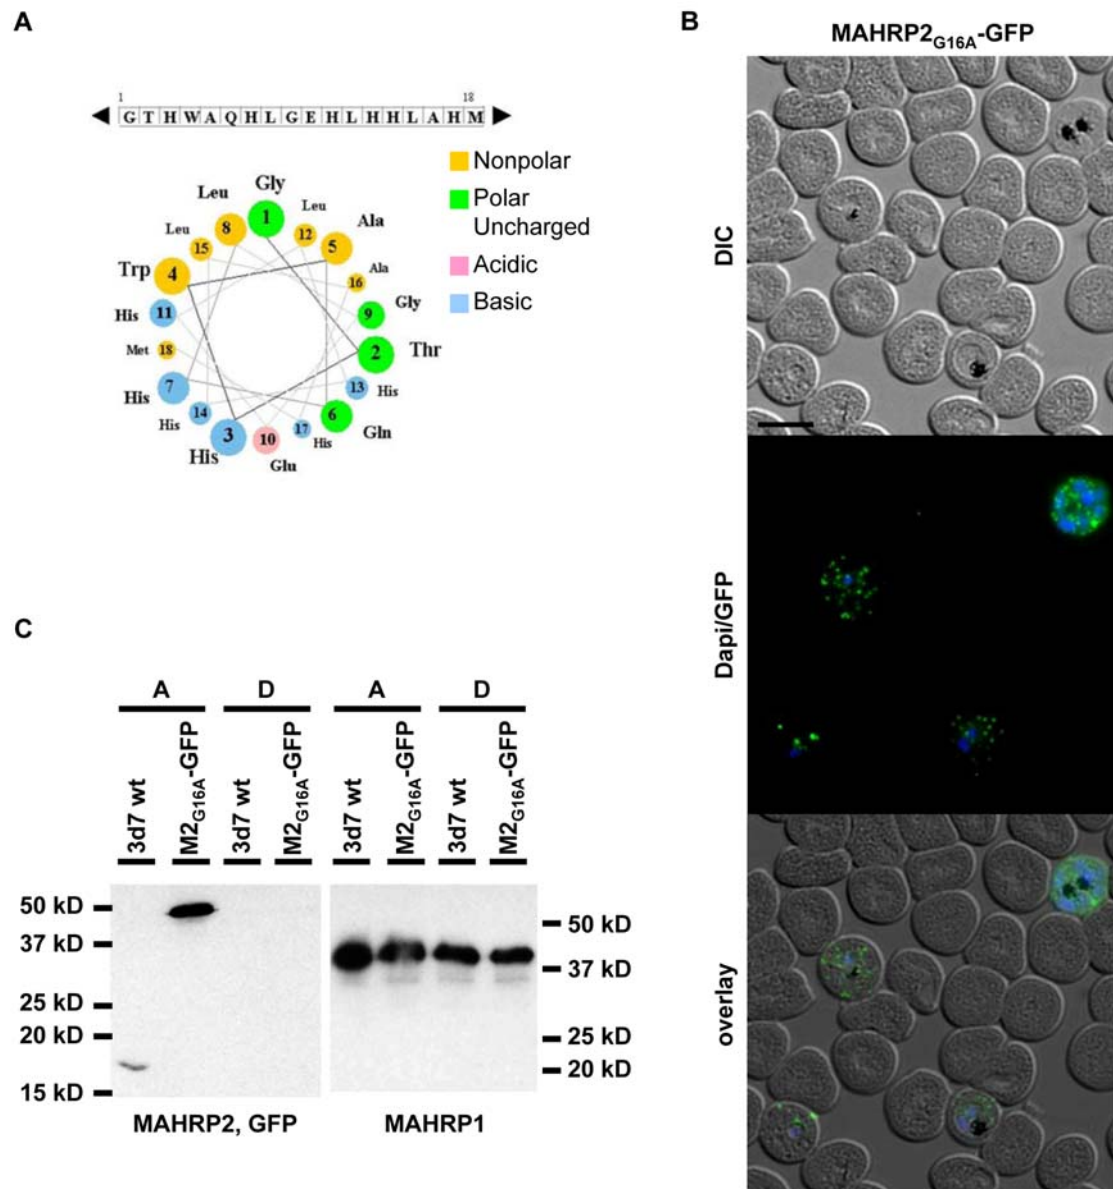 A
1 18
G T H W A Q H L G E H L H H L A H M
Nonpolar
Polar
Uncharged
Acidic
Basic
Leu Gly Leu Ala
8 1 12 5
Leu 15
Trp 4
16 Ala
His 11
9 Gly
Met 18
2 Thr
His 7
13 His
His 14
6 Gln
His 3
10 Glu
17 His
B
MAHRP2G16A-GFP
DIC
Dapi/GFP
overlay
C
A D A D
3d7 wt
M2G16A-GFP
3d7 wt
M2G16A-GFP
3d7 wt
M2G16A-GFP
3d7 wt
M2G16A-GFP
50 kD
37 kD
25 kD
20 kD
15 kD
50 kD
37 kD
25 kD
20 kD
MAHRP2, GFP
MAHRP1